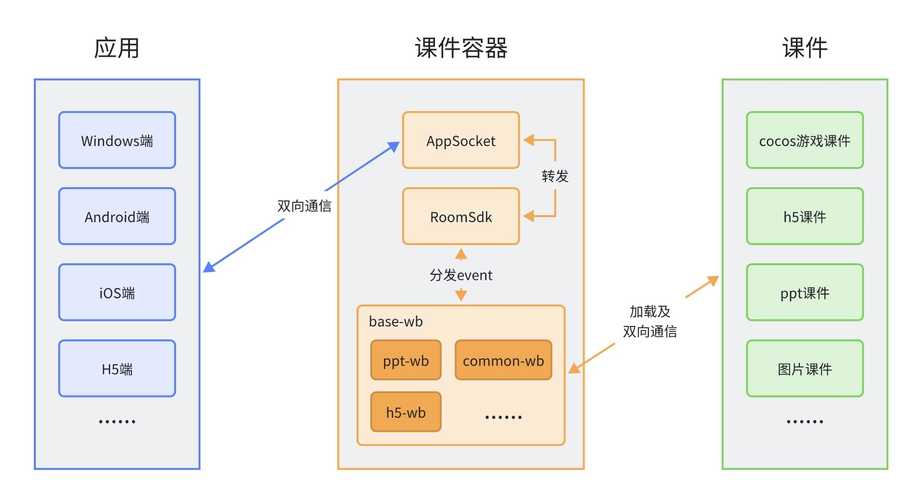 应用
Windows端
Android端
iOS端
H5端
……
双向通信
课件容器
AppSocket
转发
RoomSdk
分发event
base-wb
ppt-wb
common-wb
h5-wb
……
加载及
双向通信
课件
cocos游戏课件
h5课件
ppt课件
图片课件
……